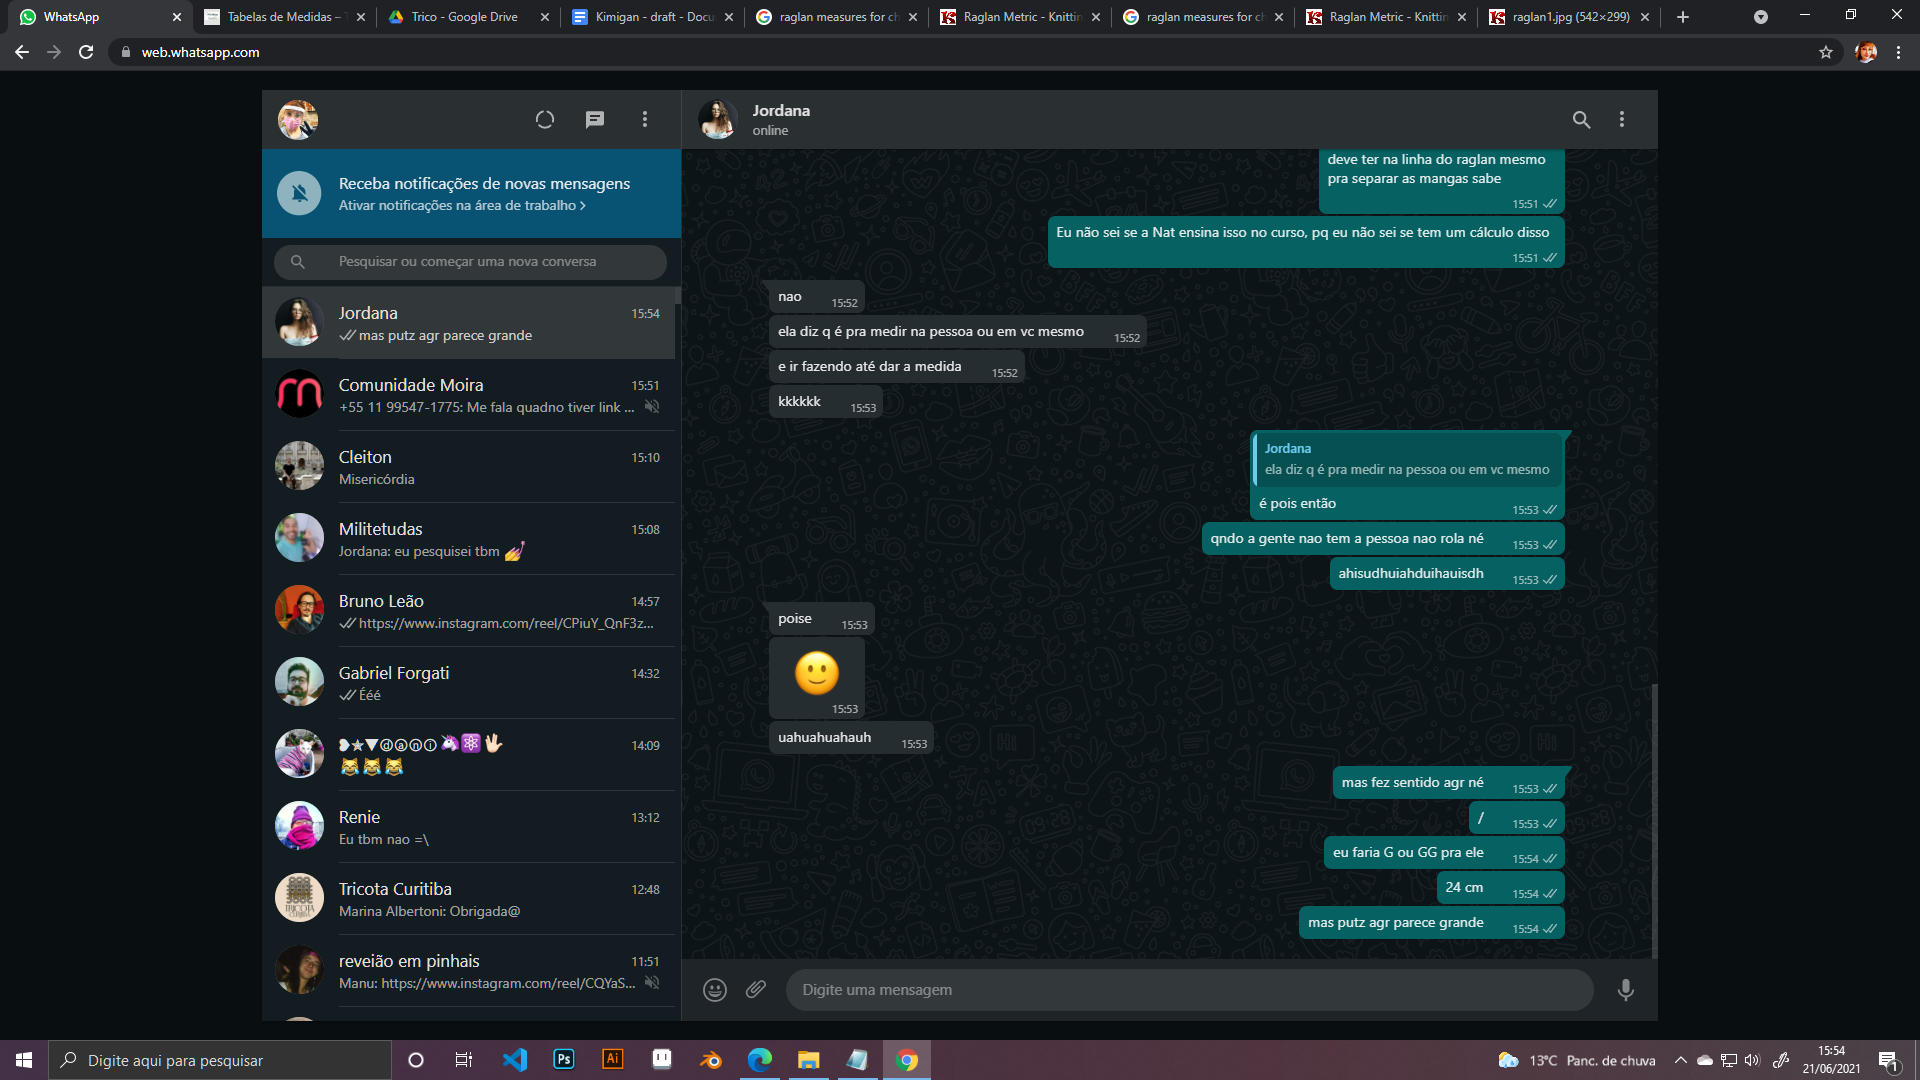 WhatsApp
Tabelas de Medidas – T
Trico - Google Drive
Kimigan - draft - Docu
raglan measures for ch
Raglan Metric - Knittin
raglan measures for ch
Raglan Metric - Knittin
raglan1.jpg (542×299)
web.whatsapp.com
Receba notificações de novas mensagens
Ativar notificações na área de trabalho >
Pesquisar ou começar uma nova conversa
Jordana
15:54
mas putz agr parece grande
Comunidade Moira
15:51
+55 11 99547-1775: Me fala quadno tiver link ...
Cleiton
15:10
Misericórdia
Militetudas
15:08
Jordana: eu pesquisei tbm 💅
Bruno Leão
14:57
https://www.instagram.com/reel/CPiuY_QnF3z...
Gabriel Forgati
14:32
Ééé
❥★▼ⓓⓐⓝⓘ🦄⚛🖖
14:09
😹😹😹
Renie
13:12
Eu tbm nao =\
Tricota Curitiba
12:48
Marina Albertoni: Obrigada@
reveião em pinhais
11:51
Manu: https://www.instagram.com/reel/CQYaS...
Jordana
online
deve ter na linha do raglan mesmo
pra separar as mangas sabe
15:51
Eu não sei se a Nat ensina isso no curso, pq eu não sei se tem um cálculo disso
15:51
nao 15:52
ela diz q é pra medir na pessoa ou em vc mesmo 15:52
e ir fazendo até dar a medida 15:52
kkkkkk 15:53
Jordana
ela diz q é pra medir na pessoa ou em vc mesmo
é pois então 15:53
qndo a gente nao tem a pessoa nao rola né 15:53
ahisudhuiahduihauisdh 15:53
poise 15:53
🙂
15:53
uahuahuahauh 15:53
mas fez sentido agr né 15:53
/ 15:53
eu faria G ou GG pra ele 15:54
24 cm 15:54
mas putz agr parece grande 15:54
Digite uma mensagem
Digite aqui para pesquisar
Ps
Ai
13°C Panc. de chuva
15:54
21/06/2021
1